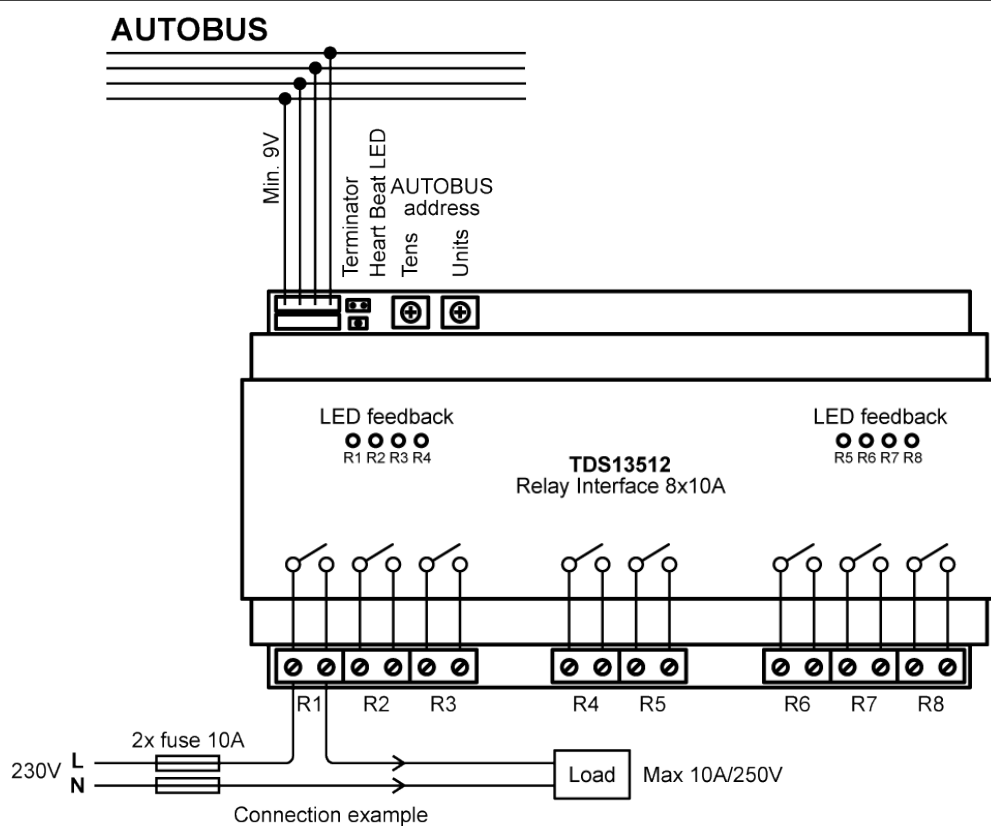 AUTOBUS
Min. 9V
Terminator
Heart Beat LED
AUTOBUS
address
Tens
Units
LED feedback
R1 R2 R3 R4
LED feedback
R5 R6 R7 R8
TDS13512
Relay Interface 8x10A
R1 R2 R3 R4 R5 R6 R7 R8
2x fuse 10A
230V L
N
Load Max 10A/250V
Connection example